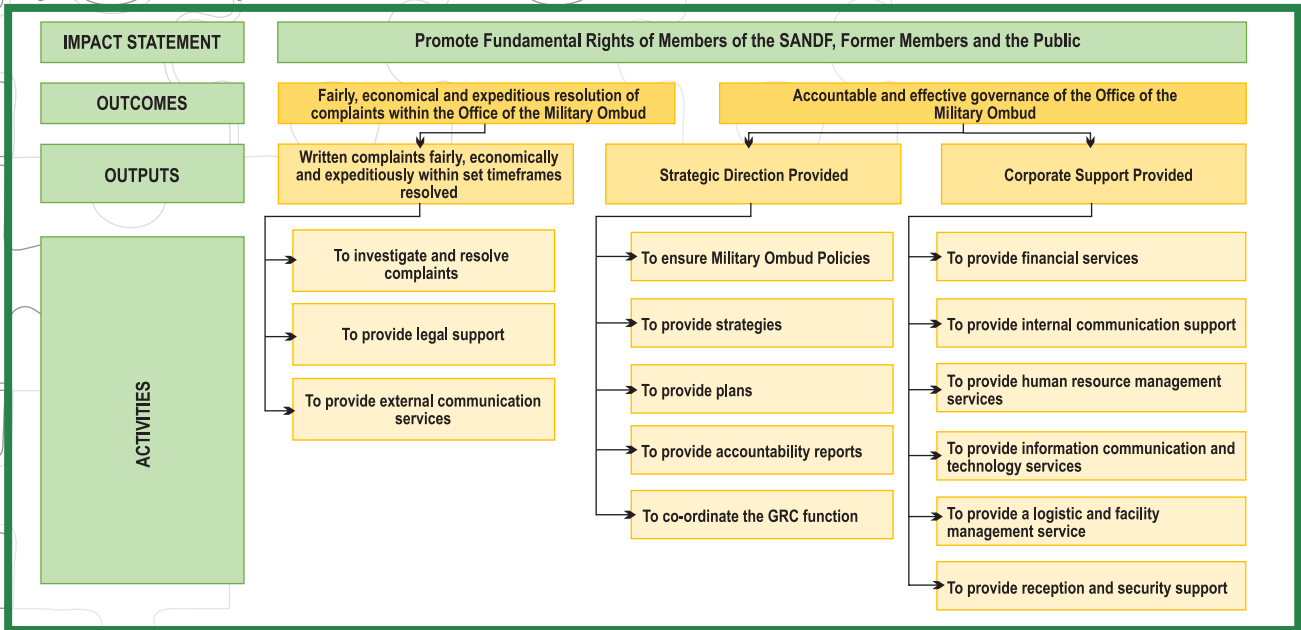 IMPACT STATEMENT
Promote Fundamental Rights of Members of the SANDF, Former Members and the Public
OUTCOMES
Fairly, economical and expeditious resolution of
complaints within the Office of the Military Ombud
Accountable and effective governance of the Office of the
Military Ombud
OUTPUTS
Written complaints fairly, economically
and expeditiously within set timeframes
resolved
Strategic Direction Provided
Corporate Support Provided
ACTIVITIES
To investigate and resolve
complaints
To provide legal support
To provide external communication
services
To ensure Military Ombud Policies
To provide strategies
To provide plans
To provide accountability reports
To co-ordinate the GRC function
To provide financial services
To provide internal communication support
To provide human resource management
services
To provide information communication and
technology services
To provide a logistic and facility
management service
To provide reception and security support